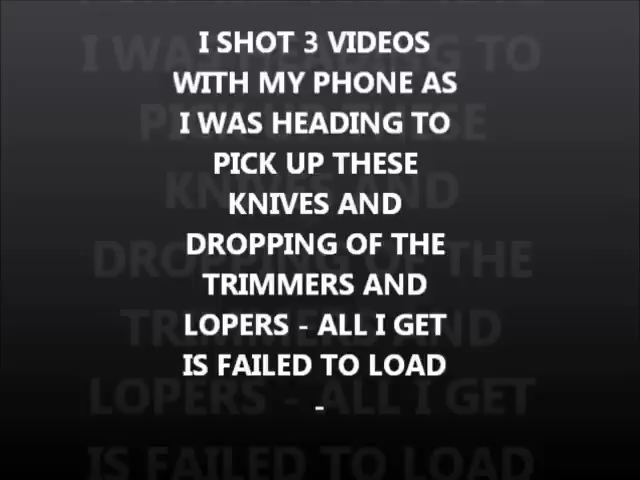 I SHOT 3 VIDEOS
WITH MY PHONE AS
I WAS HEADING TO
PICK UP THESE
KNIVES AND
DROPPING OF THE
TRIMMERS AND
LOPERS - ALL I GET
IS FAILED TO LOAD
-